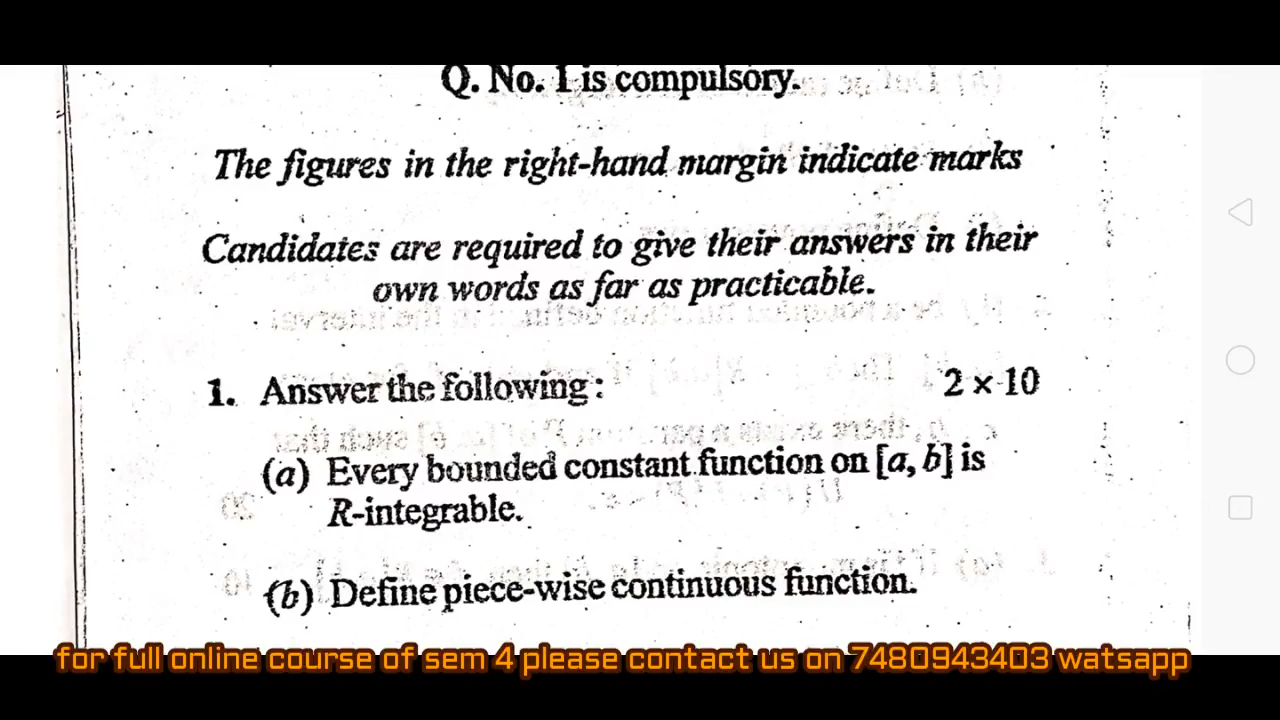 Q. No. 1 is compulsory.
The figures in the right-hand margin indicate marks
Candidates are required to give their answers in their
own words as far as practicable.
1. Answer the following : 2 × 10
(a) Every bounded constant function on [a, b] is
R-integrable.
(b) Define piece-wise continuous function.
for full online course of sem 4 please contact us on 7480943403 watsapp